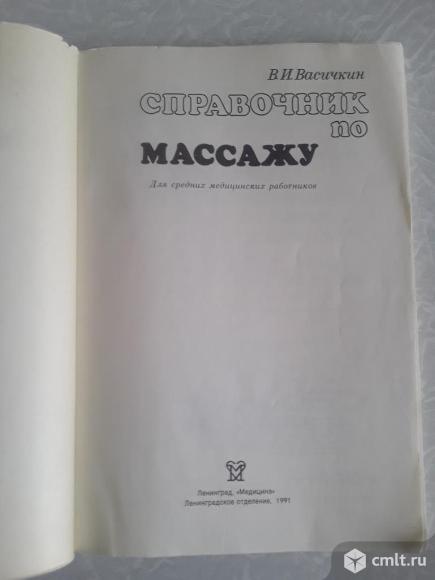 В.И.Васичкин
СПРАВОЧНИК
по
МАССАЖУ
Для средних медицинских работников
Ленинград, «Медицина»
Ленинградское отделение, 1991
cmlt.ru